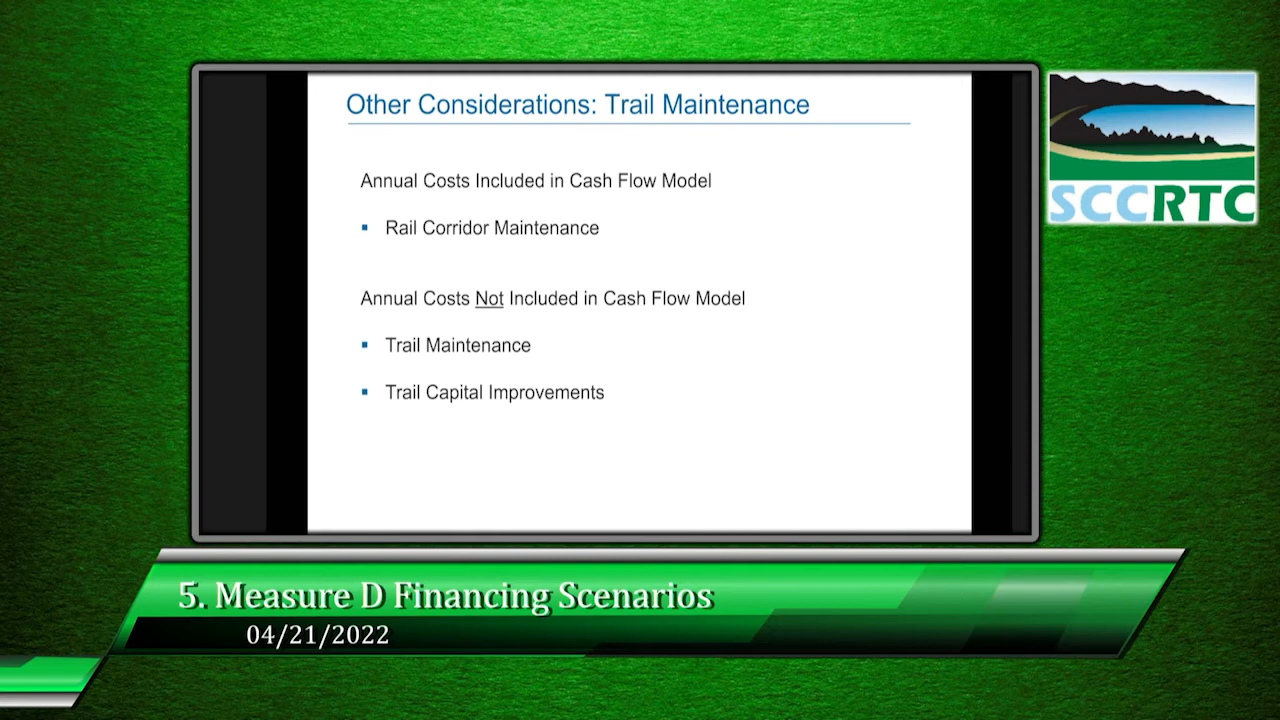 Other Considerations: Trail Maintenance
Annual Costs Included in Cash Flow Model
Rail Corridor Maintenance
Annual Costs Not Included in Cash Flow Model
Trail Maintenance
Trail Capital Improvements
SCCRTC
5. Measure D Financing Scenarios
04/21/2022